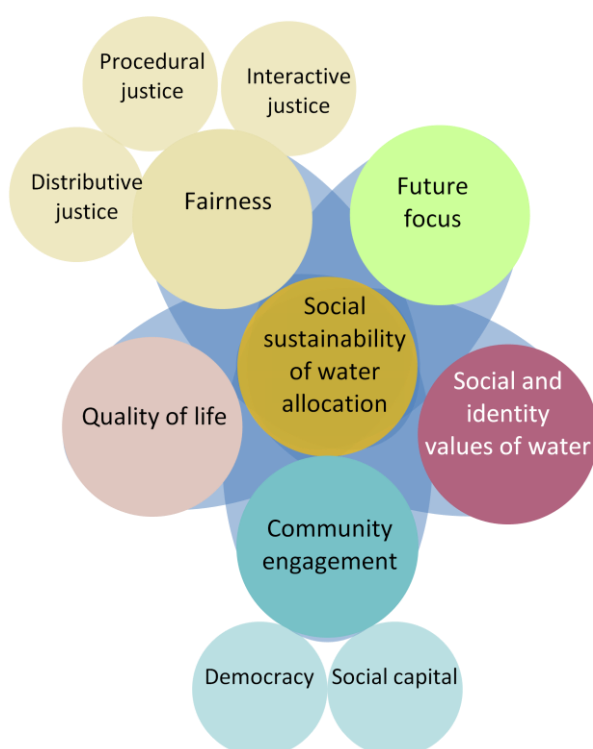 Procedural
justice
Interactive
justice
Distributive
justice
Fairness
Future
focus
Social
sustainability
of water
allocation
Quality of life
Social and
identity
values of water
Community
engagement
Democracy
Social capital